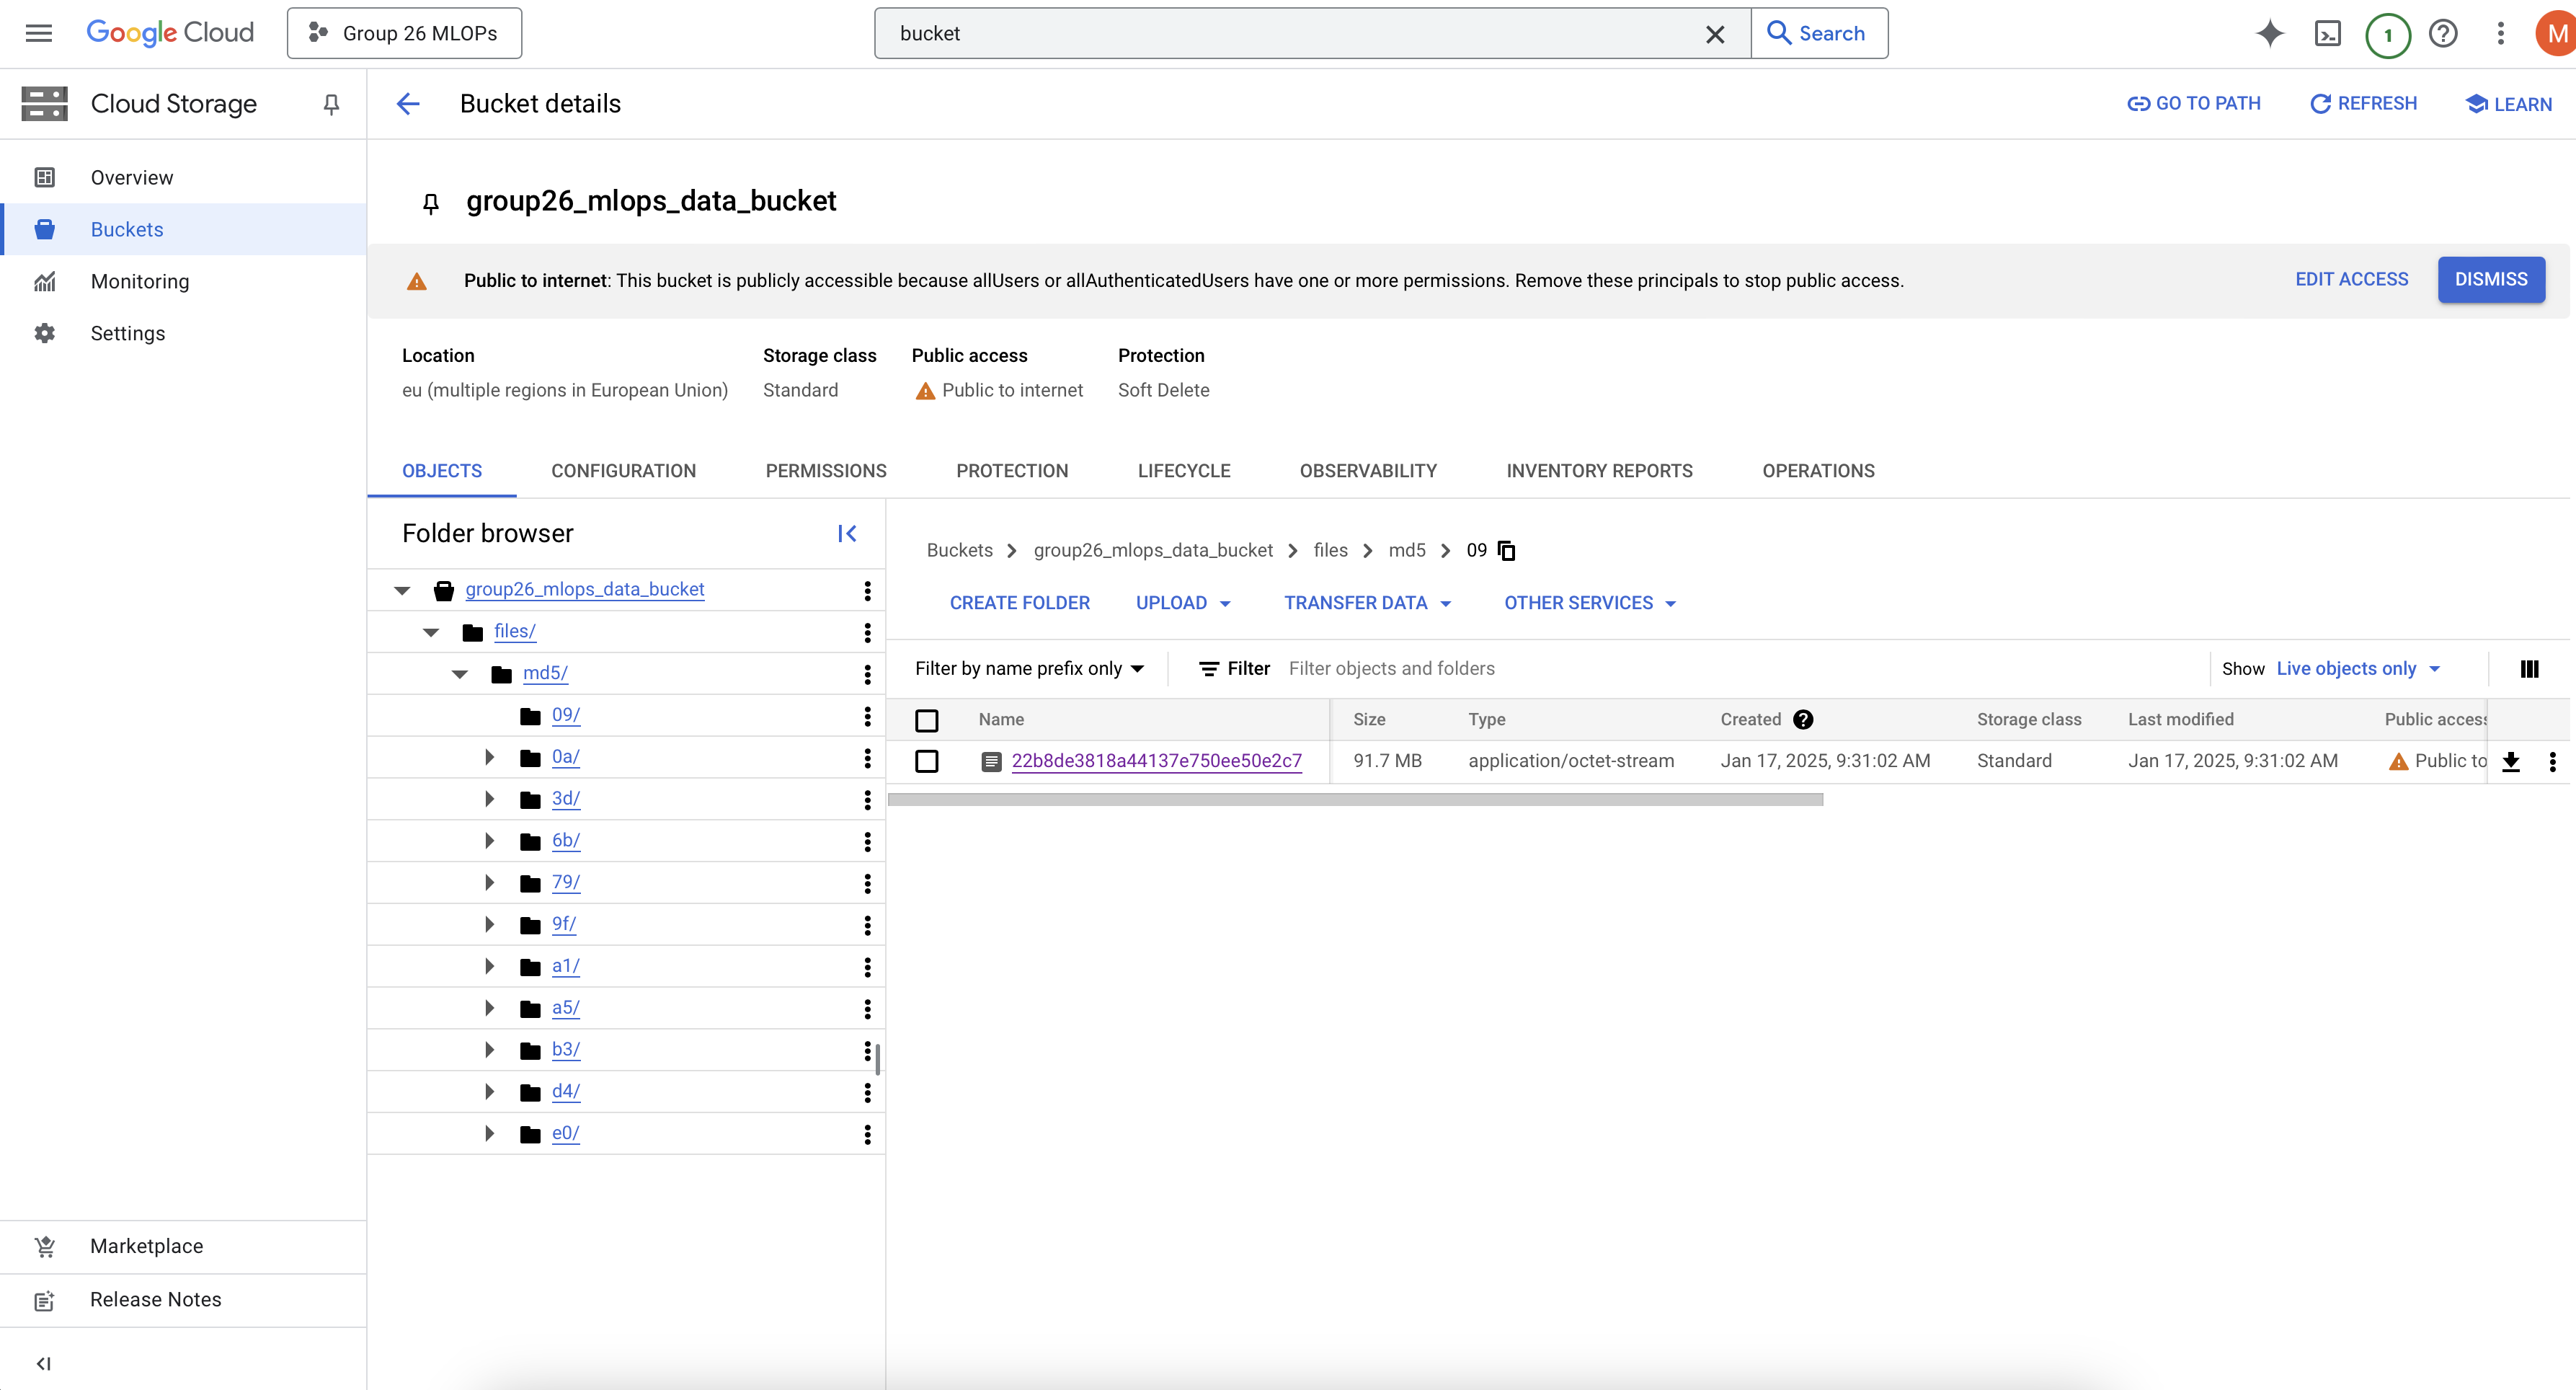 Google Cloud
Group 26 MLOPs
bucket
Search
1
M
Cloud Storage
Bucket details
GO TO PATH
REFRESH
LEARN
Overview
Buckets
Monitoring
Settings
group26_mlops_data_bucket
Public to internet: This bucket is publicly accessible because allUsers or allAuthenticatedUsers have one or more permissions. Remove these principals to stop public access.
EDIT ACCESS
DISMISS
Location
Storage class
Public access
Protection
eu (multiple regions in European Union)
Standard
Public to internet
Soft Delete
OBJECTS
CONFIGURATION
PERMISSIONS
PROTECTION
LIFECYCLE
OBSERVABILITY
INVENTORY REPORTS
OPERATIONS
Folder browser
group26_mlops_data_bucket
files/
md5/
09/
0a/
3d/
6b/
79/
9f/
a1/
a5/
b3/
d4/
e0/
Buckets
group26_mlops_data_bucket
files
md5
09
CREATE FOLDER
UPLOAD
TRANSFER DATA
OTHER SERVICES
Filter by name prefix only
Filter
Filter objects and folders
Show
Live objects only
Name
Size
Type
Created
Storage class
Last modified
Public access
22b8de3818a44137e750ee50e2c7
91.7 MB
application/octet-stream
Jan 17, 2025, 9:31:02 AM
Standard
Jan 17, 2025, 9:31:02 AM
Public to
Marketplace
Release Notes